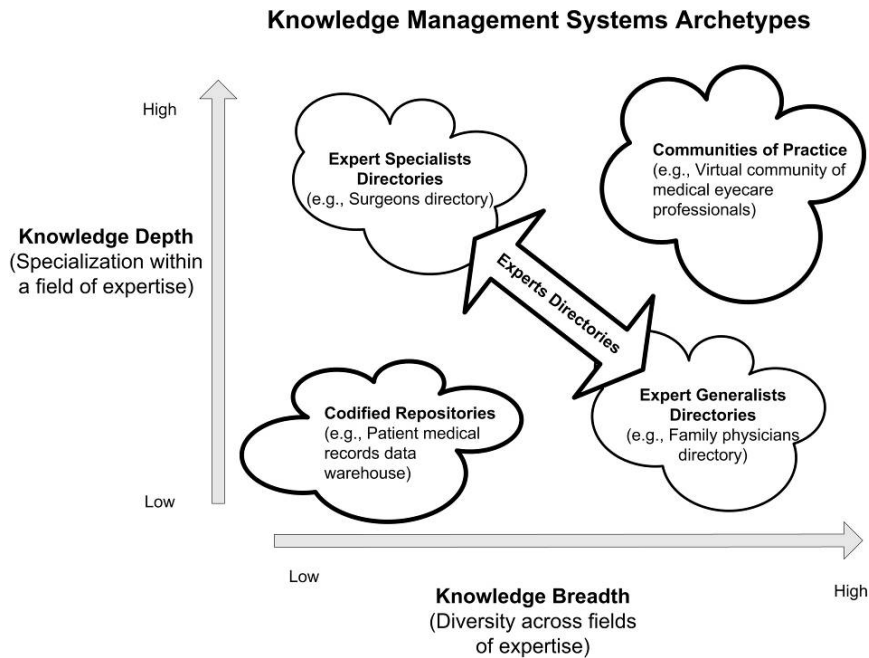 Knowledge Management Systems Archetypes
High
Expert Specialists
Directories
(e.g., Surgeons directory)
Communities of Practice
(e.g., Virtual community of
medical eyecare
professionals)
Knowledge Depth
(Specialization within
a field of expertise)
Experts Directories
Codified Repositories
(e.g., Patient medical
records data
warehouse)
Expert Generalists
Directories
(e.g., Family physicians
directory)
Low
Low
High
Knowledge Breadth
(Diversity across fields
of expertise)